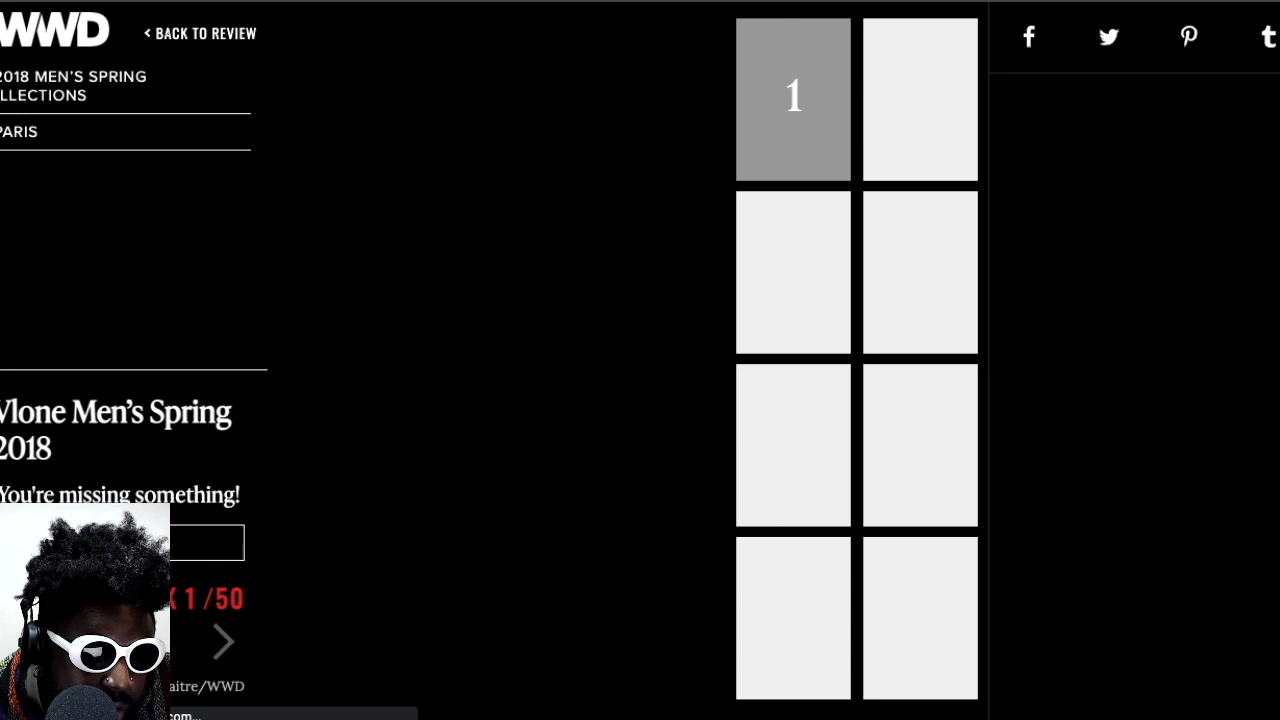 WWD
< BACK TO REVIEW
2018 MEN'S SPRING
LLECTIONS
PARIS
1
Vlone Men's Spring
2018
You're missing something!
1 /50
aitre/WWD
com...